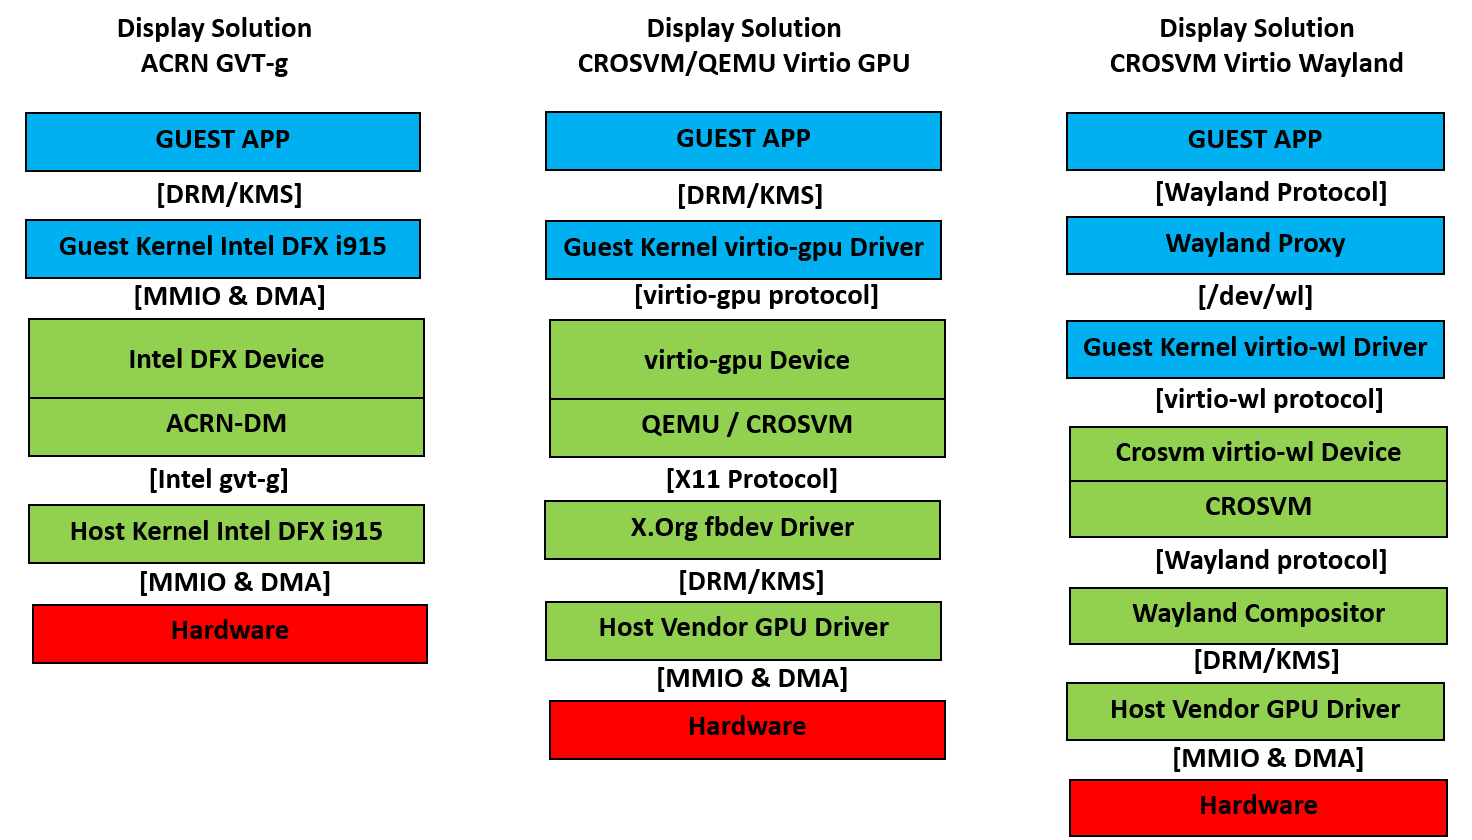 Display Solution
ACRN GVT-g
GUEST APP
[DRM/KMS]
Guest Kernel Intel DFX i915
[MMIO & DMA]
Intel DFX Device
ACRN-DM
[Intel gvt-g]
Host Kernel Intel DFX i915
[MMIO & DMA]
Hardware
Display Solution
CROSVM/QEMU Virtio GPU
GUEST APP
[DRM/KMS]
Guest Kernel virtio-gpu Driver
[virtio-gpu protocol]
virtio-gpu Device
QEMU / CROSVM
[X11 Protocol]
X.Org fbdev Driver
[DRM/KMS]
Host Vendor GPU Driver
[MMIO & DMA]
Hardware
Display Solution
CROSVM Virtio Wayland
GUEST APP
[Wayland Protocol]
Wayland Proxy
[/dev/wl]
Guest Kernel virtio-wl Driver
[virtio-wl protocol]
Crosvm virtio-wl Device
CROSVM
[Wayland protocol]
Wayland Compositor
[DRM/KMS]
Host Vendor GPU Driver
[MMIO & DMA]
Hardware